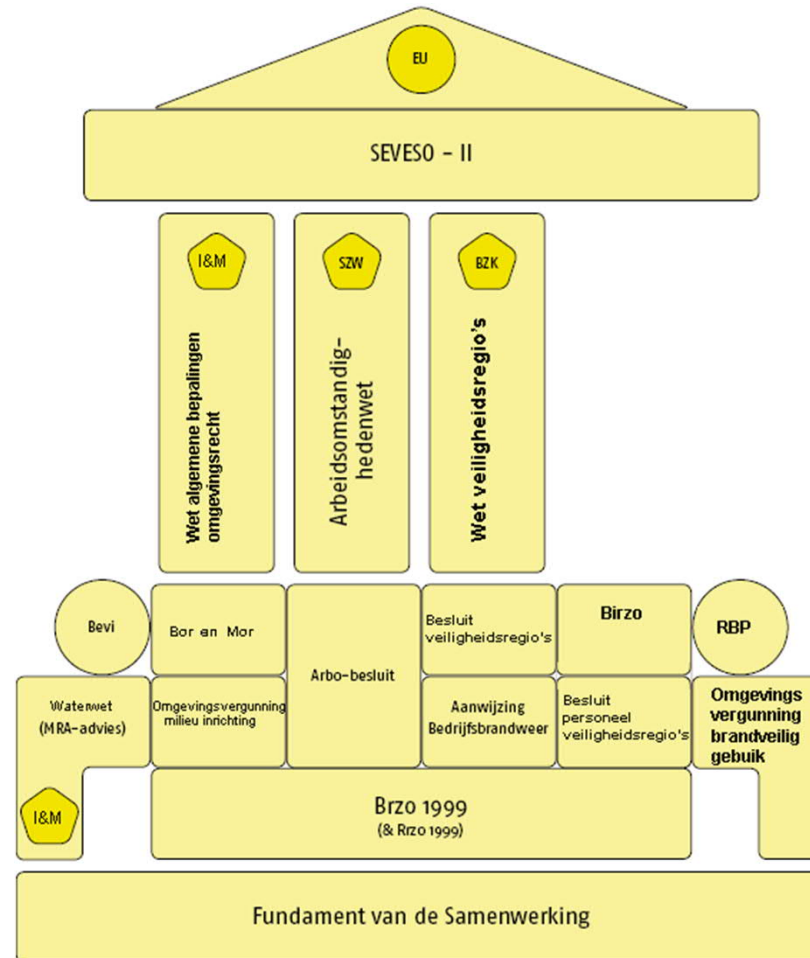 EU
SEVESO - II
I&M
SZW
BZK
Wet algemene bepalingen
omgevingsrecht
Arbeidsomstandig-
hedenwet
Wet veiligheidsregio's
Bevi
Bor en Mor
Arbo-besluit
Besluit
veiligheidsregio's
Birzo
RBP
Waterwet
(MRA-advies)
Omgevingsvergunning
milieu inrichting
Aanwijzing
Bedrijfsbrandweer
Besluit
personeel
veiligheidsregio's
Omgevings
vergunning
brandveilig
gebuik
I&M
Brzo 1999
(& Rrzo 1999)
Fundament van de Samenwerking